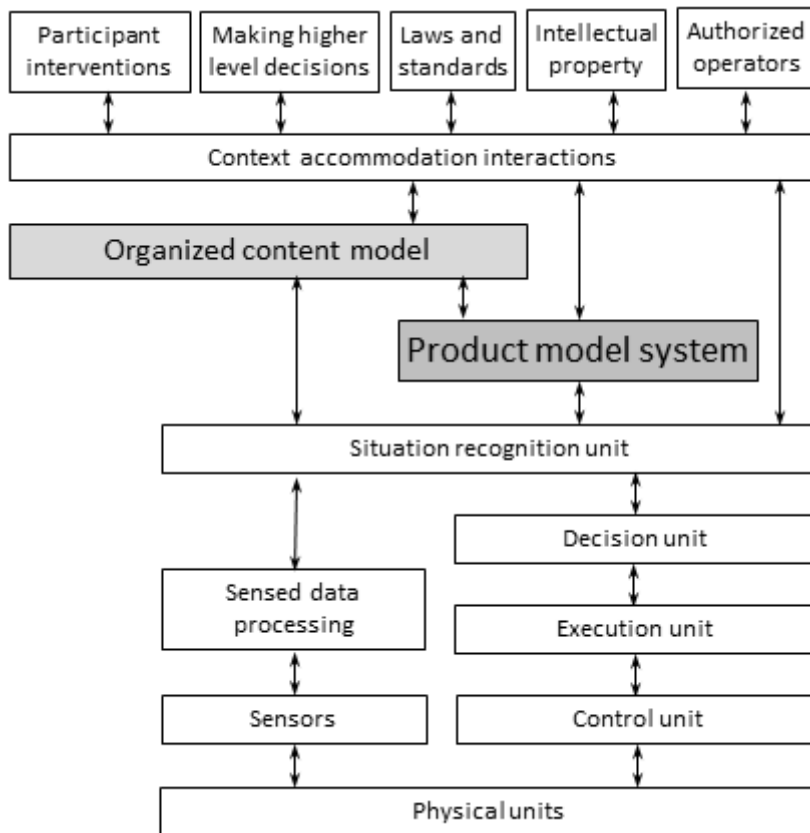 Participant
interventions
Making higher
level decisions
Laws and
standards
Intellectual
property
Authorized
operators
Context accommodation interactions
Organized content model
Product model system
Situation recognition unit
Decision unit
Sensed data
processing
Execution unit
Sensors
Control unit
Physical units